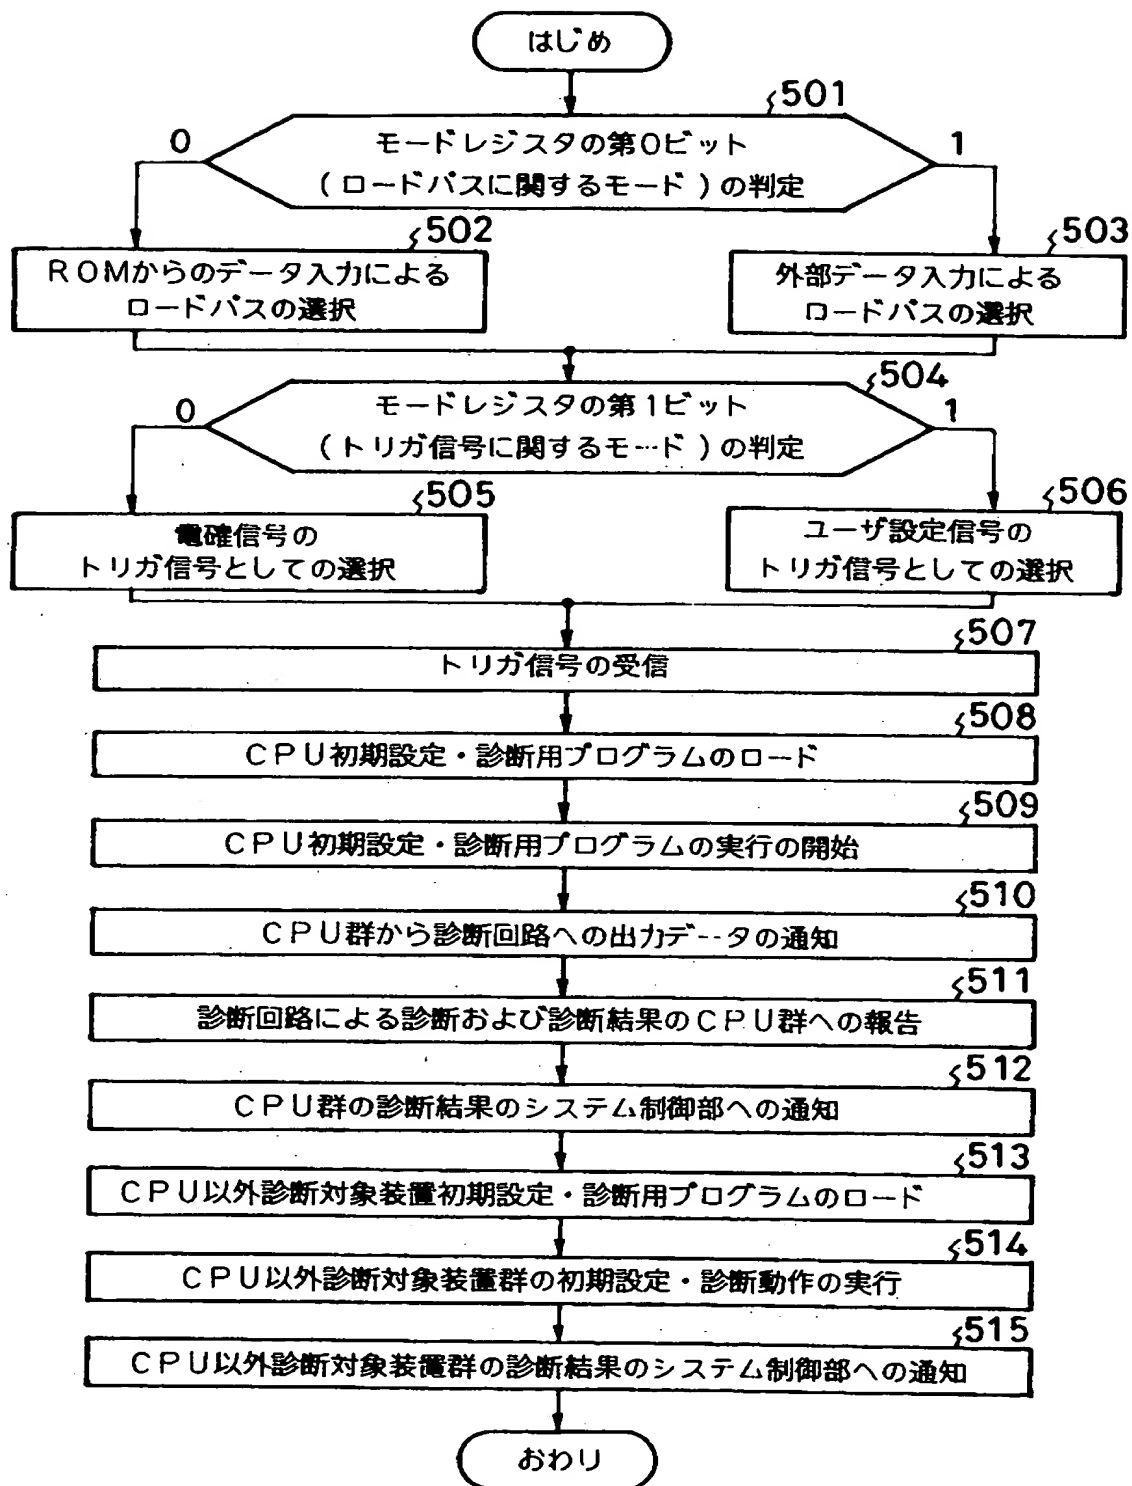 はじめ
501
モードレジスタの第0ビット
(ロードパスに関するモード)の判定
0
1
502
ROMからのデータ入力による
ロードパスの選択
503
外部データ入力による
ロードパスの選択
504
モードレジスタの第1ビット
(トリガ信号に関するモード)の判定
0
1
505
電確信号の
トリガ信号としての選択
506
ユーザ設定信号の
トリガ信号としての選択
507
トリガ信号の受信
508
CPU初期設定・診断用プログラムのロード
509
CPU初期設定・診断用プログラムの実行の開始
510
CPU群から診断回路への出力データの通知
511
診断回路による診断および診断結果のCPU群への報告
512
CPU群の診断結果のシステム制御部への通知
513
CPU以外診断対象装置初期設定・診断用プログラムのロード
514
CPU以外診断対象装置群の初期設定・診断動作の実行
515
CPU以外診断対象装置群の診断結果のシステム制御部への通知
おわり